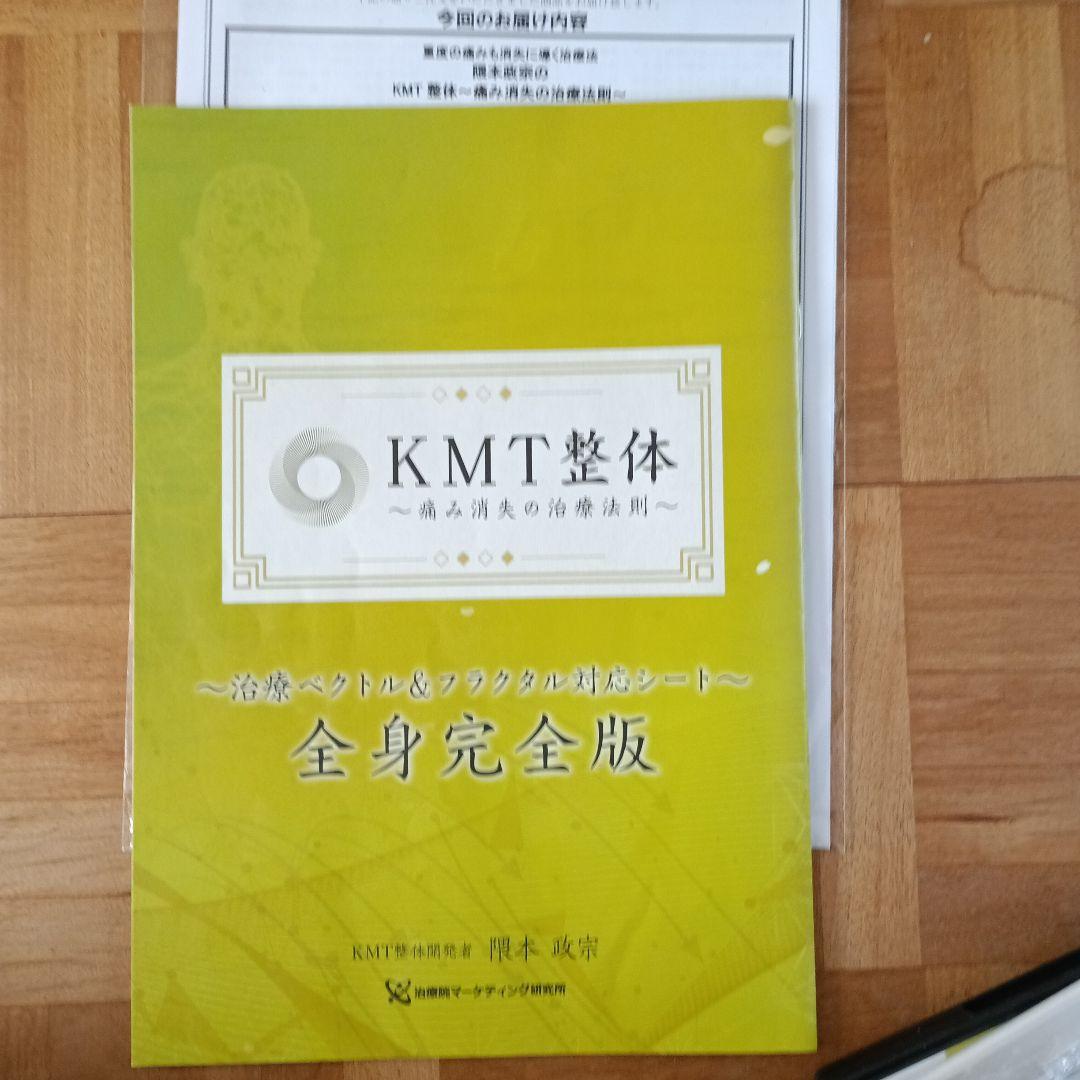 今回のお届け内容
重度の痛みも消失に導く治療法
隈本政宗の
KMT 整体～痛み消失の治療法則～
KMT整体
～痛み消失の治療法則～
～治療ベクトル&フラクタル対応シート～
全身完全版
KMT整体開発者 隈本 政宗
治療院マーケティング研究所